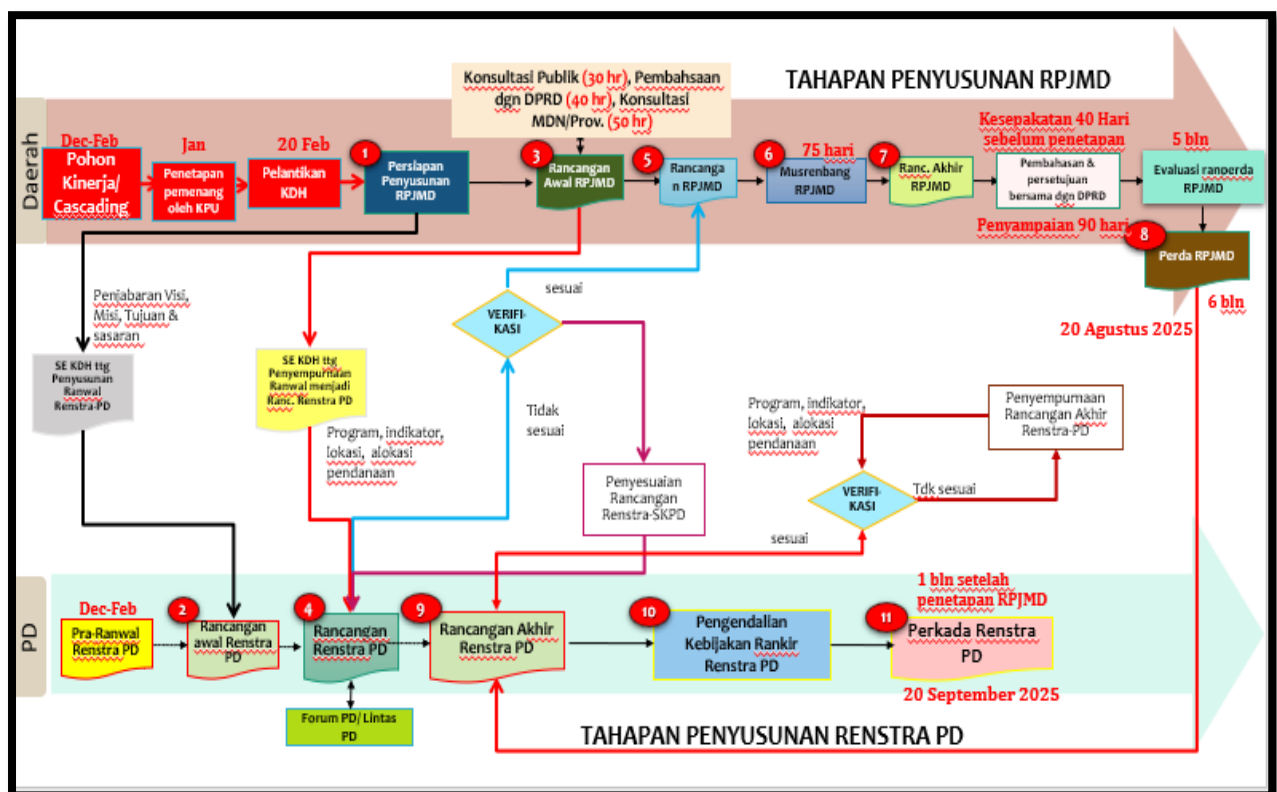 TAHAPAN PENYUSUNAN RPJMD
Konsultasi Publik (30 hr), Pembahsaan
dgn DPRD (40 hr), Konsultasi
MDN/Prov. (50 hr)
Daerah
Dec-Feb
Pohon
Kinerja/
Cascading
Jan
Penetapan
pemenang
oleh KPU
20 Feb
Pelantikan
KDH
1
Persiapan
Penyusunan
RPJMD
3
Rancangan
Awal RPJMD
5
Rancanga
n RPJMD
6
75 hari
Musrenbang
RPJMD
7
Ranc. Akhir
RPJMD
Kesepakatan 40 Hari
sebelum penetapan
Pembahasan &
persetujuan
bersama dgn DPRD
Penyampaian 90 hari
5 bln
Evaluasi ranperda
RPJMD
8
Perda RPJMD
6 bln
20 Agustus 2025
Penjabaran Visi,
Misi, Tujuan &
sasaran
SE KDH ttg
Penyusunan
Ranwal
Renstra-PD
SE KDH ttg
Penyempurnaan
Ranwal menjadi
Ranc. Renstra PD
Program, indikator,
lokasi, alokasi
pendanaan
VERIFI-
KASI
sesuai
Tidak
sesuai
Penyesuaian
Rancangan
Renstra-SKPD
Program, indikator,
lokasi, alokasi
pendanaan
Penyempurnaan
Rancangan Akhir
Renstra-PD
VERIFI-
KASI
Tdk sesuai
sesuai
PD
Dec-Feb
Pra-Ranwal
Renstra PD
2
Rancangan
awal Renstra
PD
4
Rancangan
Renstra PD
Forum PD/ Lintas
PD
9
Rancangan Akhir
Renstra PD
10
Pengendalian
Kebijakan Rankir
Renstra PD
1 bln setelah
penetapan RPJMD
11
Perkada Renstra
PD
20 September 2025
TAHAPAN PENYUSUNAN RENSTRA PD